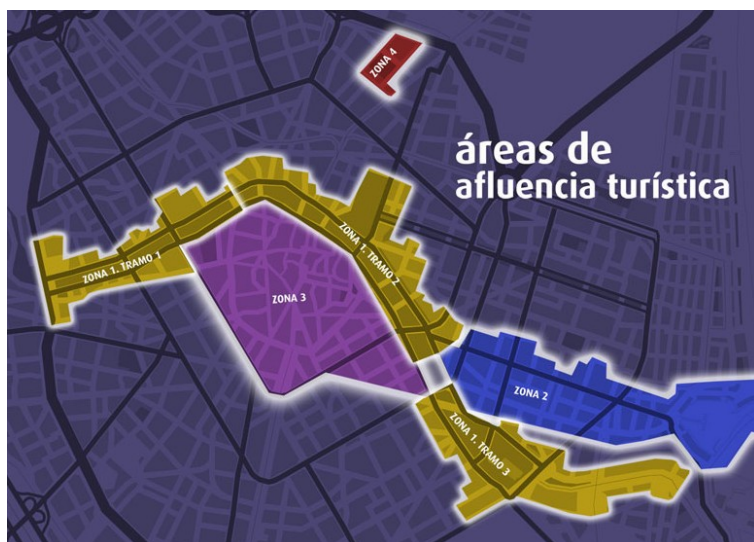 ZONA 4
áreas de
afluencia turística
ZONA 1. TRAMO 1
ZONA 1. TRAMO 2
ZONA 3
ZONA 2
ZONA 1. TRAMO 3